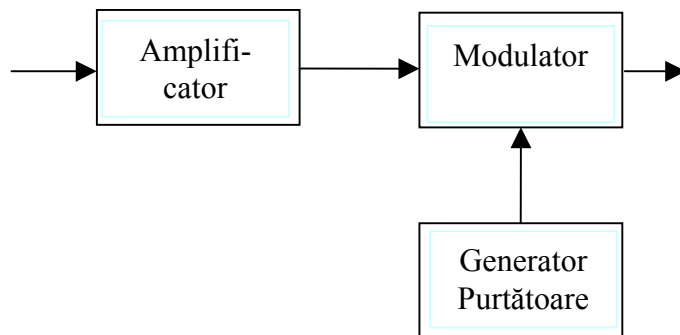 Amplifi-
cator
Modulator
Generator
Purtătoare